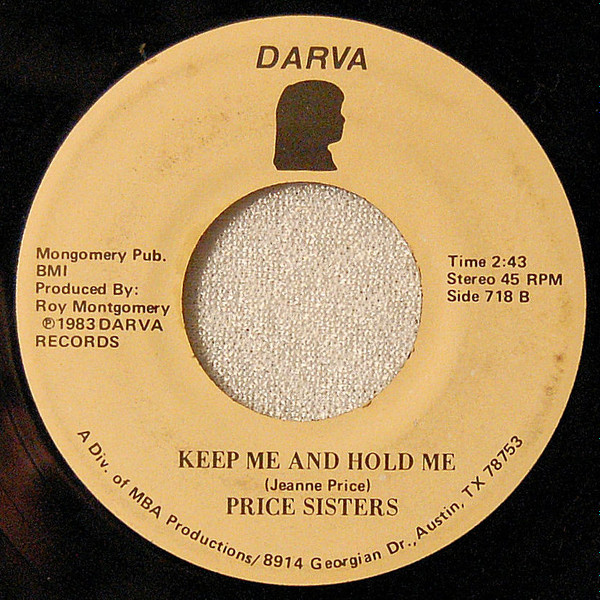 DARVA
Mongomery Pub.
BMI
Produced By:
Roy Montgomery
℗1983 DARVA
RECORDS
Time 2:43
Stereo 45 RPM
Side 718 B
KEEP ME AND HOLD ME
(Jeanne Price)
PRICE SISTERS
A Div. of MBA Productions/8914 Georgian Dr., Austin, TX 78753